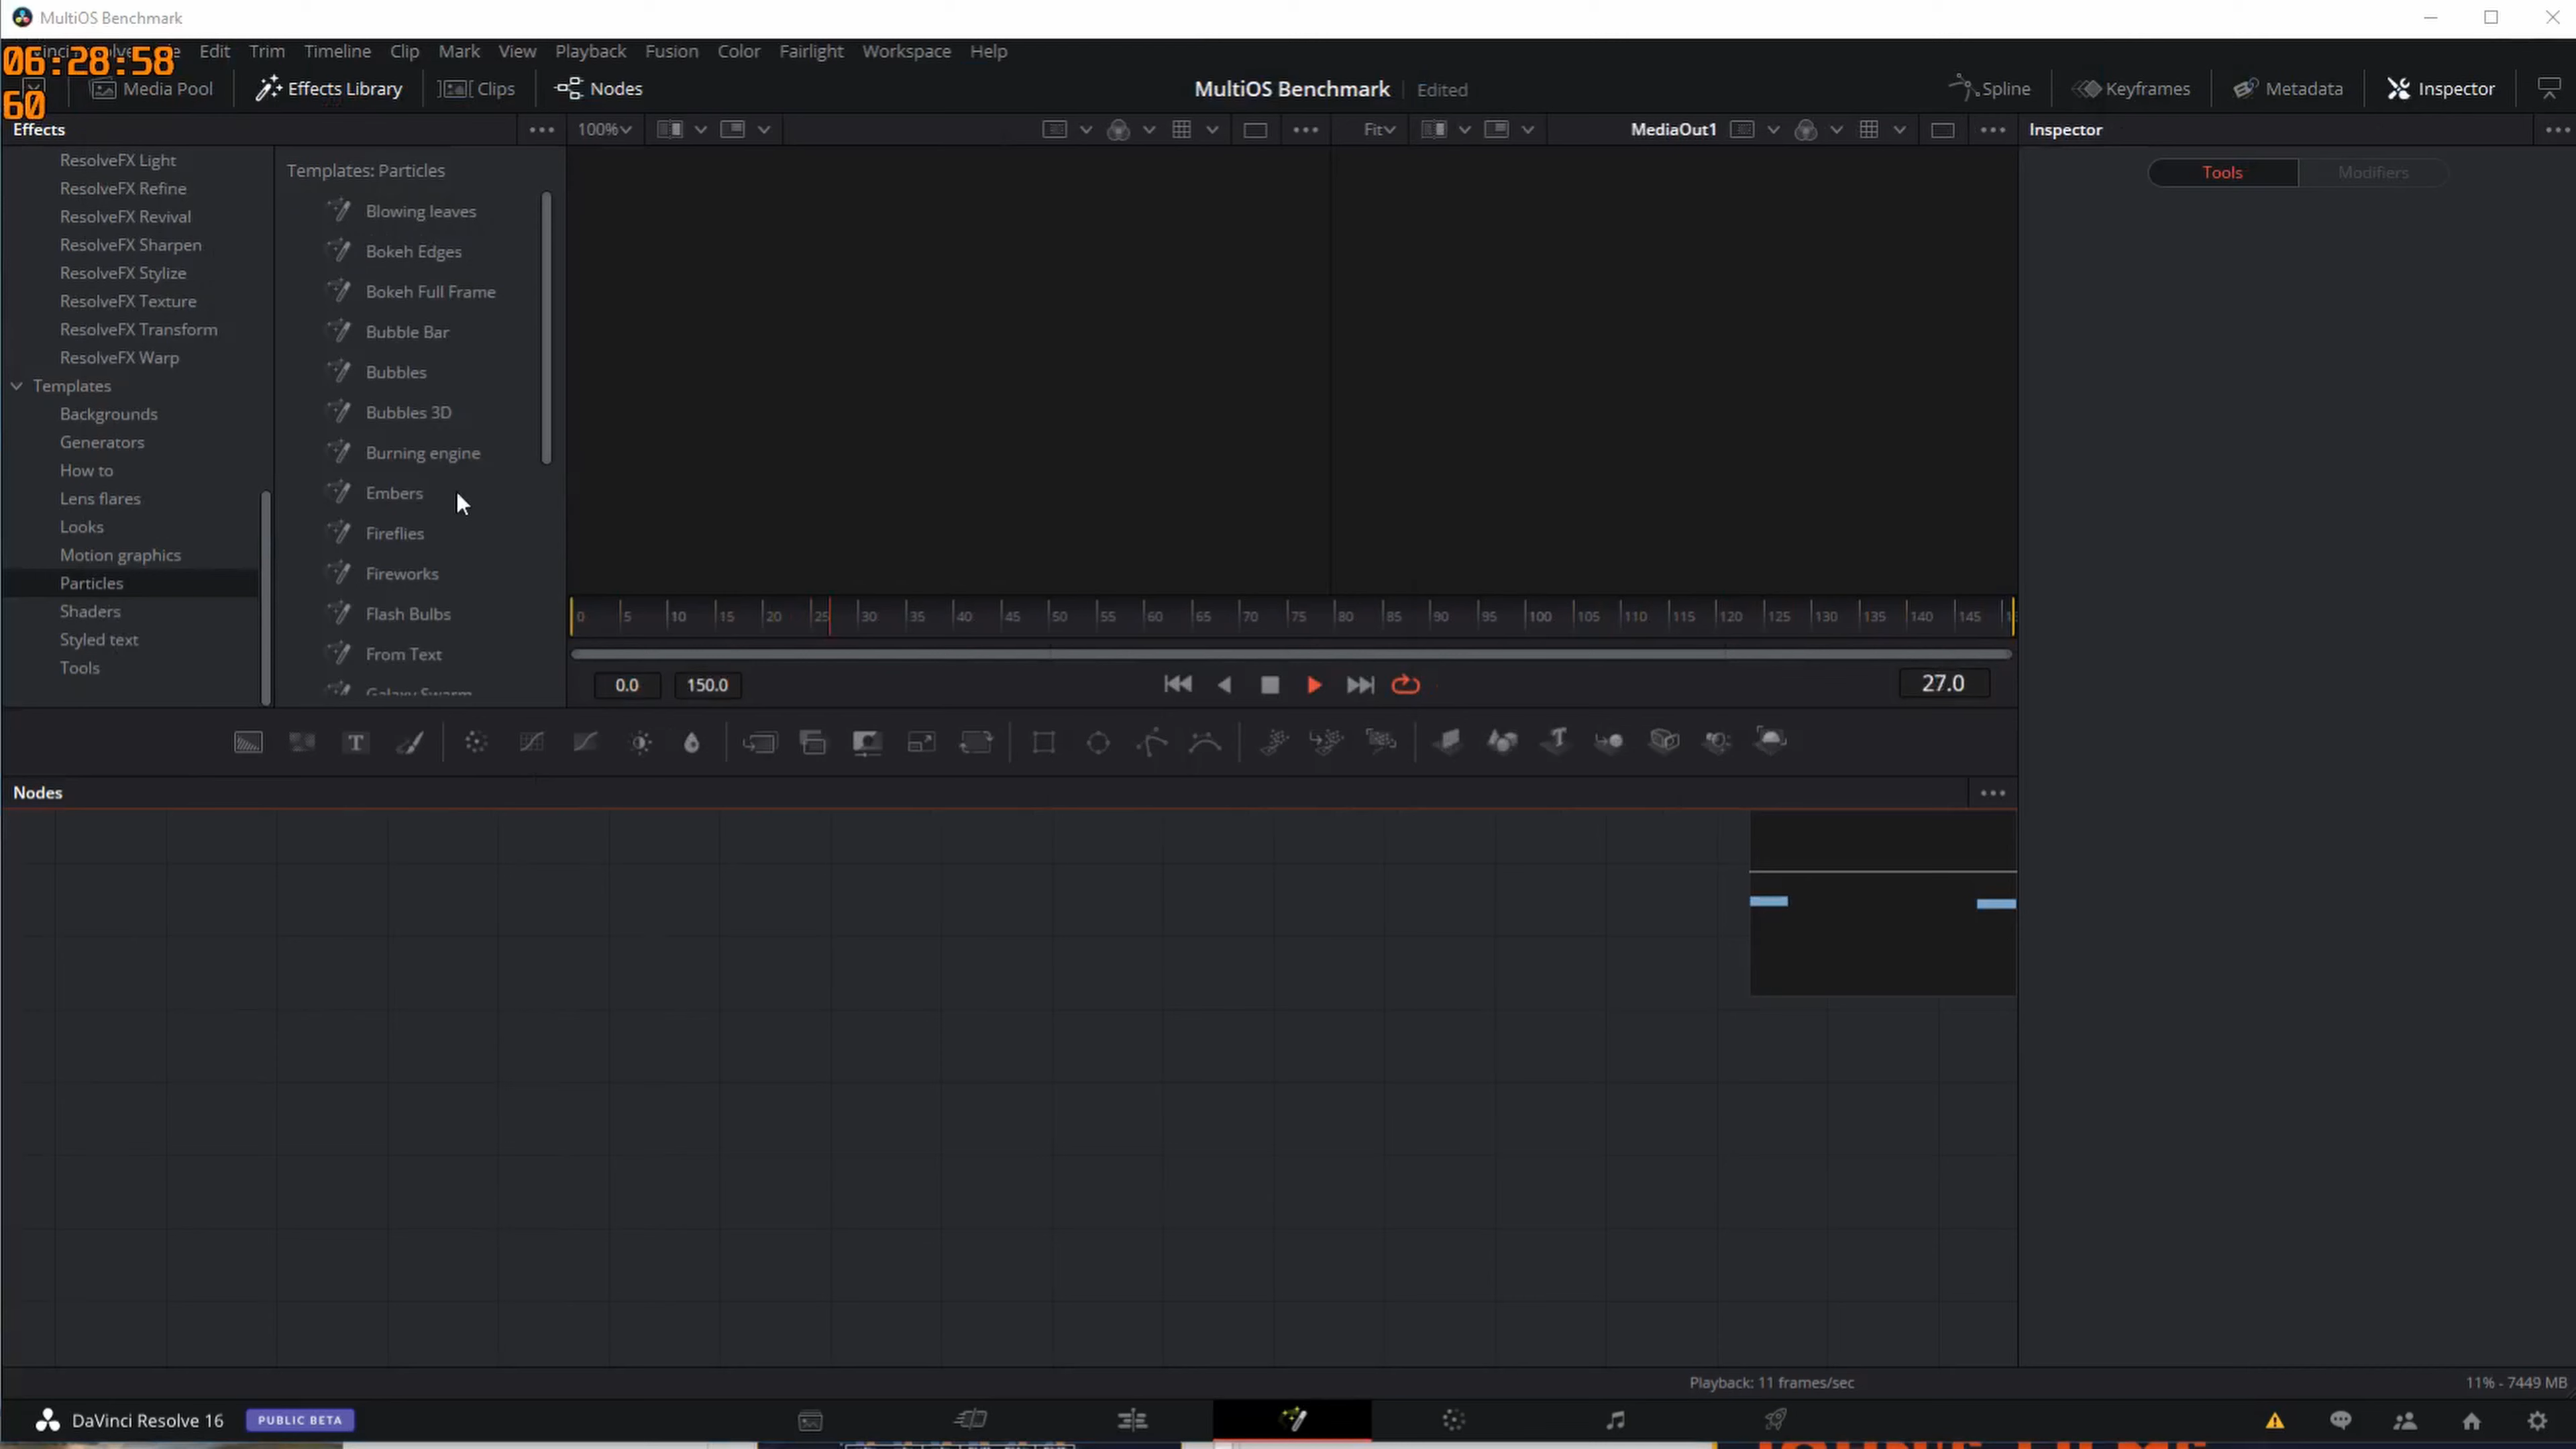 MultiOS Benchmark
06:28:58
Edit Trim Timeline Clip Mark View Playback Fusion Color Fairlight Workspace Help
60
Media Pool Effects Library Clips Nodes MultiOS Benchmark Edited Spline Keyframes Metadata Inspector
Effects 100% Fit MediaOut1 Inspector
Tools Modifiers
ResolveFX Light
ResolveFX Refine
ResolveFX Revival
ResolveFX Sharpen
ResolveFX Stylize
ResolveFX Texture
ResolveFX Transform
ResolveFX Warp
Templates
Backgrounds
Generators
How to
Lens flares
Looks
Motion graphics
Particles
Shaders
Styled text
Tools
Templates: Particles
Blowing leaves
Bokeh Edges
Bokeh Full Frame
Bubble Bar
Bubbles
Bubbles 3D
Burning engine
Embers
Fireflies
Fireworks
Flash Bulbs
From Text
Galaxy Swarm
0 5 10 15 20 25 30 35 40 45 50 55 60 65 70 75 80 85 90 95 100 105 110 115 120 125 130 135 140 145
0.0 150.0 27.0
T
Nodes
Playback: 11 frames/sec 11% - 7449 MB
DaVinci Resolve 16 PUBLIC BETA